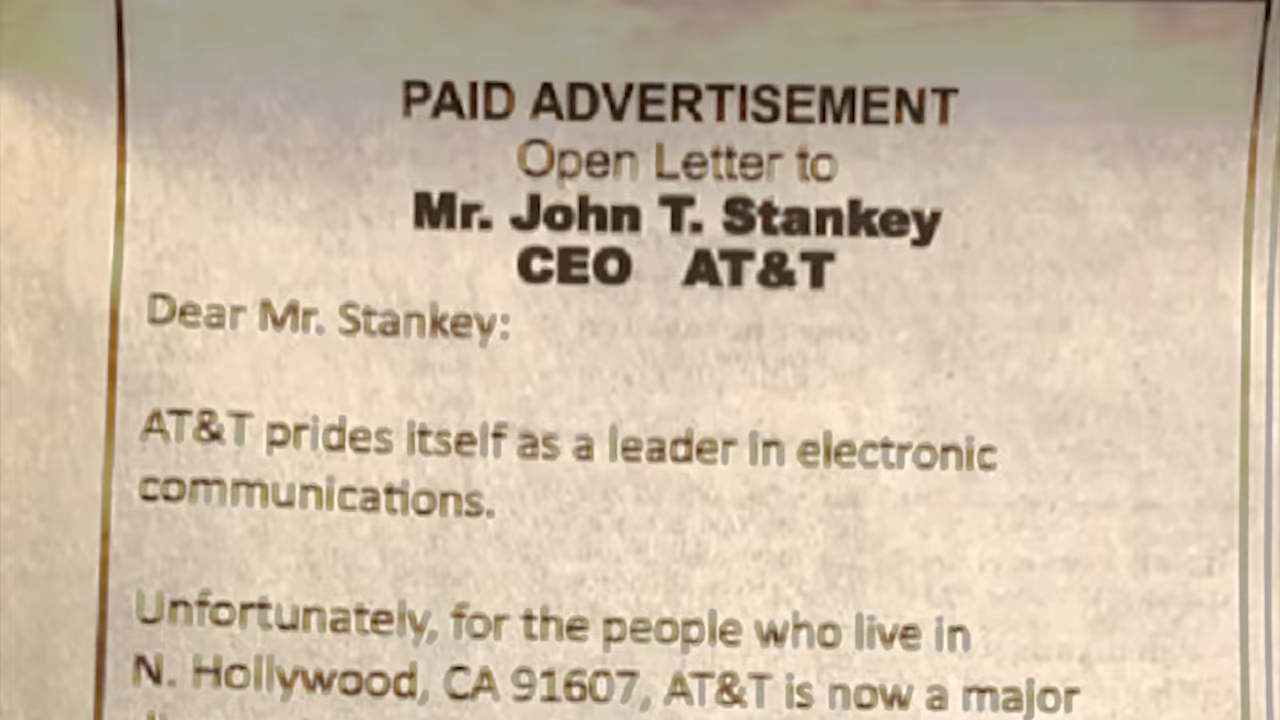 PAID ADVERTISEMENT
Open Letter to
Mr. John T. Stankey
CEO AT&T
Dear Mr. Stankey:
AT&T prides itself as a leader in electronic
communications.
Unfortunately, for the people who live in
N. Hollywood, CA 91607, AT&T is now a major